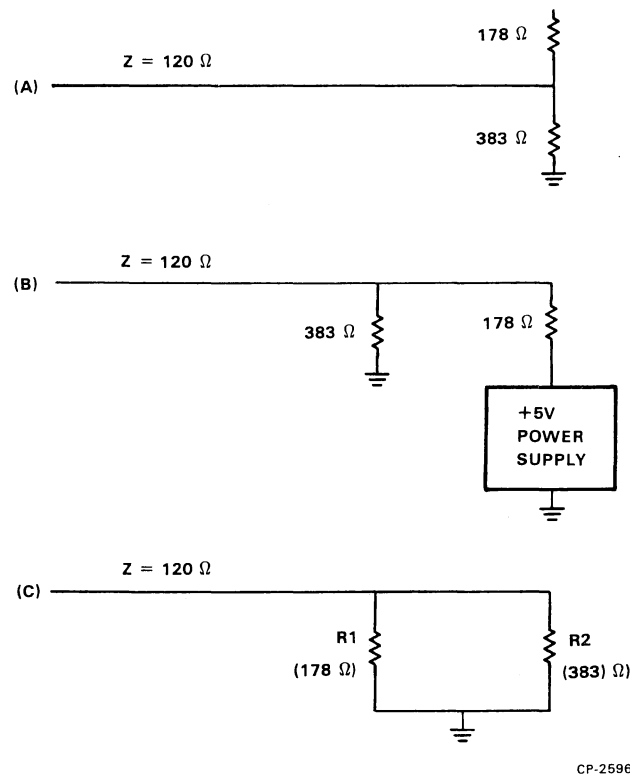 178 Ω
Z = 120 Ω
(A)
383 Ω
Z = 120 Ω
(B)
383 Ω
178 Ω
+5V
POWER
SUPPLY
Z = 120 Ω
(C)
R1
(178 Ω)
R2
(383) Ω)
CP-2596